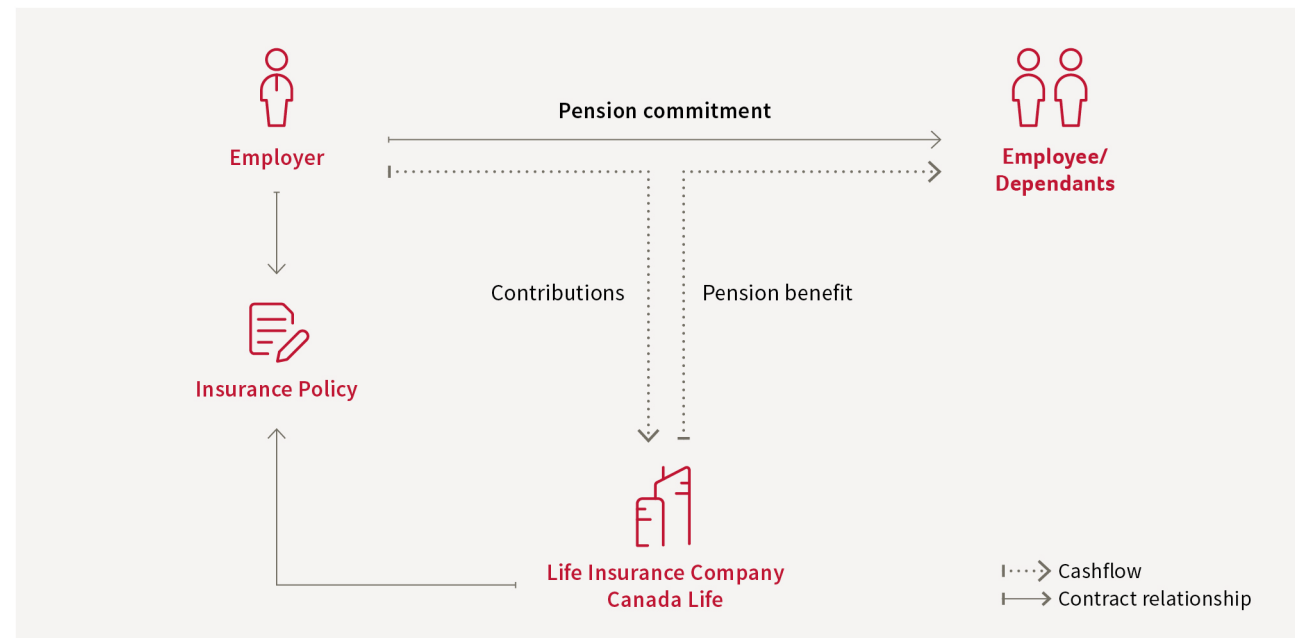 Pension commitment
Employer
Employee/
Dependants
Contributions
Pension benefit
Insurance Policy
Life Insurance Company
Canada Life
Cashflow
Contract relationship